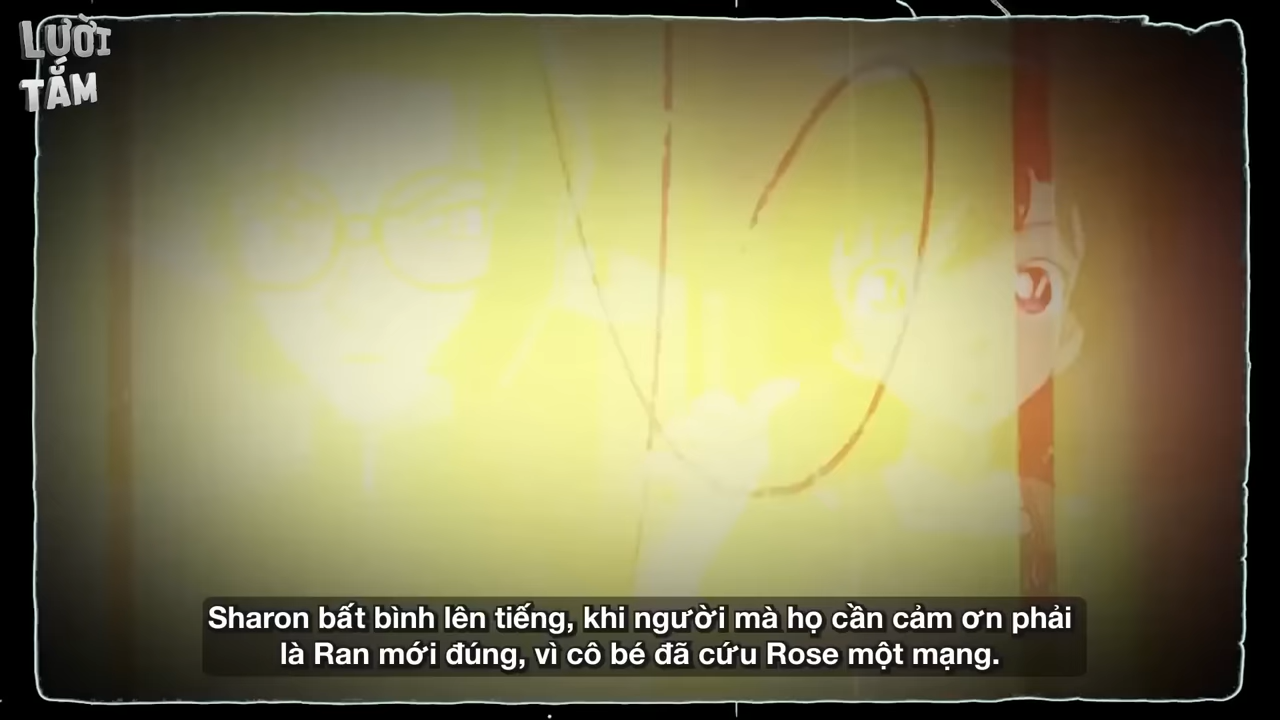 LƯỜI
TẮM
Sharon bất bình lên tiếng, khi người mà họ cần cảm ơn phải
là Ran mới đúng, vì cô bé đã cứu Rose một mạng.